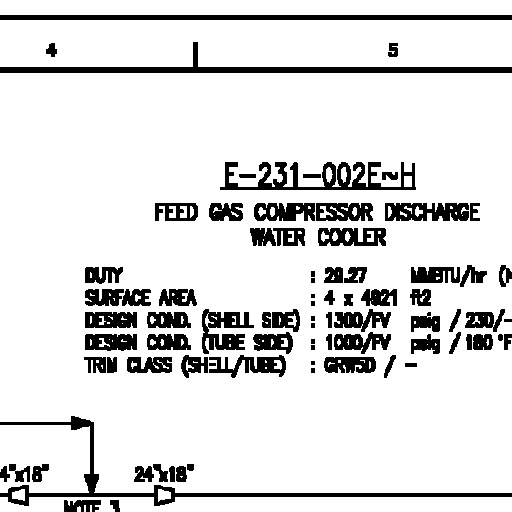 4 5
E-231-002E~H
FEED GAS COMPRESSOR DISCHARGE
WATER COOLER
DUTY : 29.27 MMBTU/hr (
SURFACE AREA : 4 x 4921 ft2
DESIGN COND. (SHELL SIDE) : 1300/FV psig / 230/-
DESIGN COND. (TUBE SIDE) : 1000/FV psig / 180 °F
TRIM CLASS (SHELL/TUBE) : GRW5D / -
4"x18" 24"x18"
NOTE 3